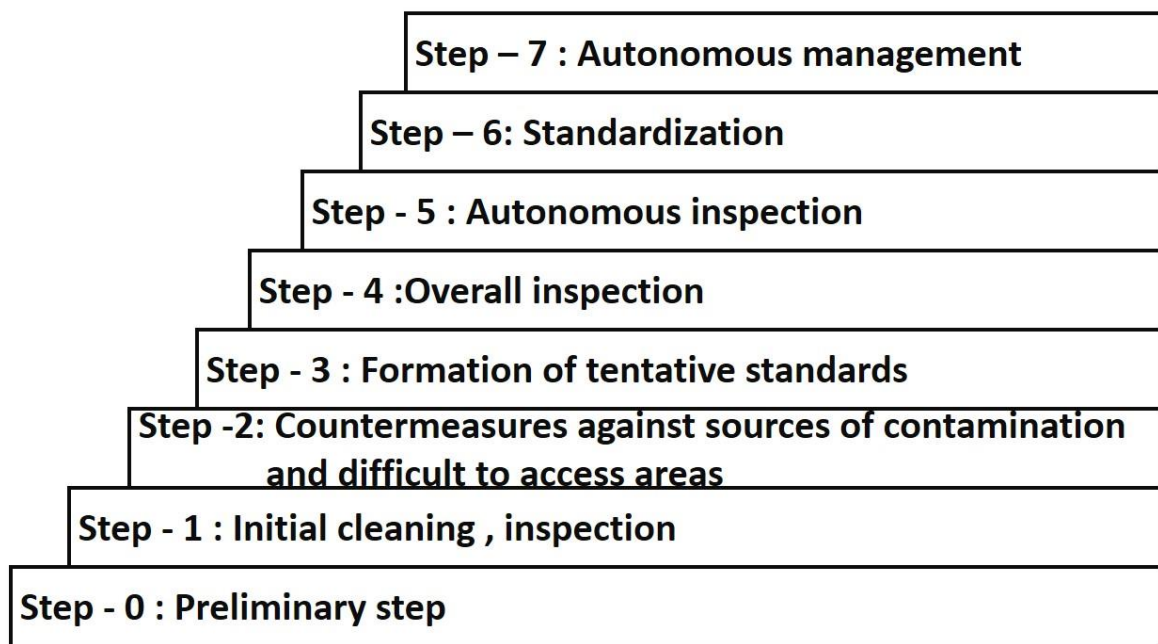 Step – 7 : Autonomous management
Step – 6: Standardization
Step - 5 : Autonomous inspection
Step - 4 :Overall inspection
Step - 3 : Formation of tentative standards
Step -2: Countermeasures against sources of contamination
and difficult to access areas
Step - 1 : Initial cleaning , inspection
Step - 0 : Preliminary step